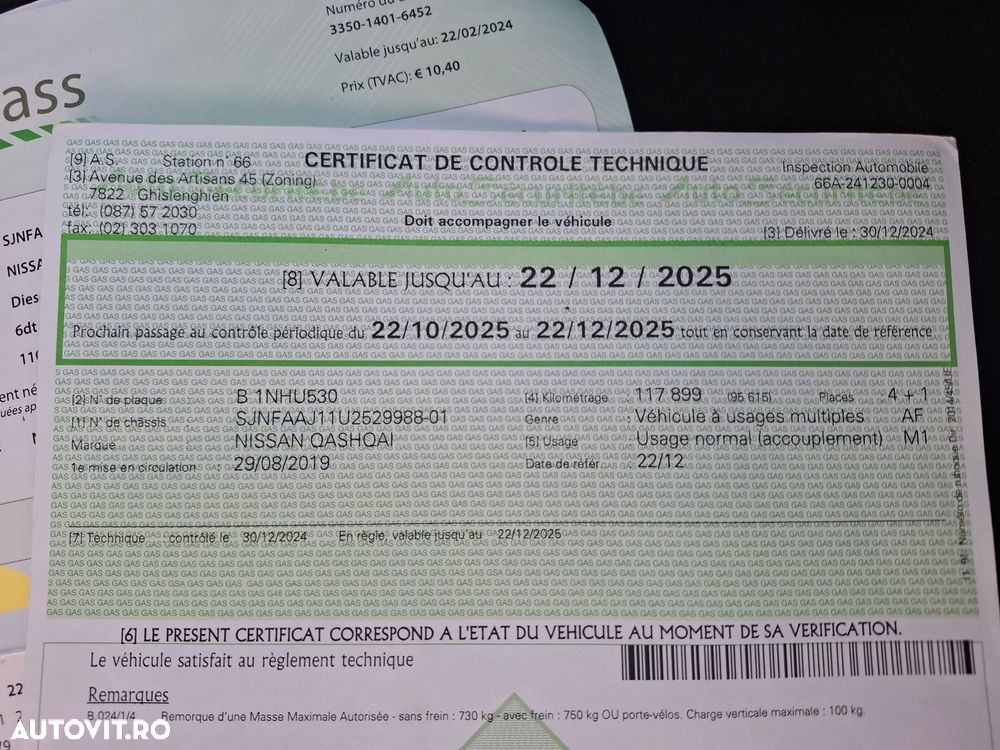 Numéro du
3350-1401-6452
Valable jusqu'au: 22/02/2024
Prix (TVAC): € 10,40
ass
SJNFA
NISSA
Dies
6dt
[9] A.S. Station n° 66
CERTIFICAT DE CONTROLE TECHNIQUE
Inspection Automobile
[3] Avenue des Artisans 45 (Zoning)
66A-241230-0004
7822 Ghislenghien
tél. (087) 57 2030
Doit accompagner le véhicule
fax: (02) 303 1070
[3] Délivré le : 30/12/2024
[8] VALABLE JUSQU'AU : 22 / 12 / 2025
Prochain passage au contrôle périodique du 22/10/2025 au 22/12/2025 tout en conservant la date de référence.
[2] N° de plaque : B 1NHU530 [4] Kilométrage : 117 899 (95 615) Places 4 + 1
[1] N° de châssis : SJNFAAJ11U2529988-01 Genre : Véhicule à usages multiples AF
Marque : NISSAN QASHQAI [5] Usage : Usage normal (accouplement) M1
1e mise en circulation : 29/08/2019 Date de référ. : 22/12
[7] Technique contrôlé le 30/12/2024 En règle, valable jusqu'au 22/12/2025
[6] LE PRESENT CERTIFICAT CORRESPOND A L'ETAT DU VEHICULE AU MOMENT DE SA VERIFICATION.
Le véhicule satisfait au règlement technique
Remarques
B.024/1/4 Remorque d'une Masse Maximale Autorisée - sans frein : 730 kg - avec frein : 750 kg OU porte-vélos. Charge verticale maximale : 100 kg.
22
AUTOVIT.RO